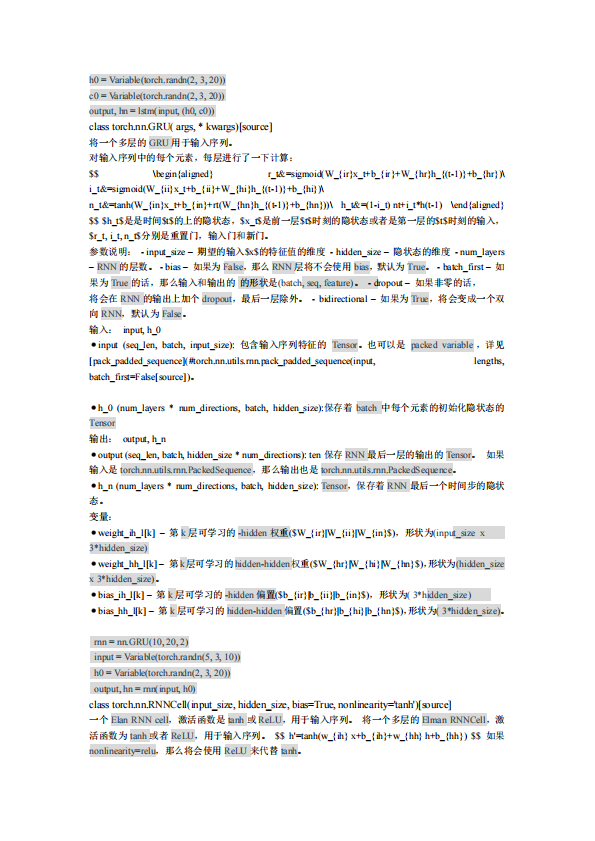 h0 = Variable(torch.randn(2, 3, 20))
c0 = Variable(torch.randn(2, 3, 20))
output, hn = lstm(input, (h0, c0))
class torch.nn.GRU( args, * kwargs)[source]
将一个多层的 GRU 用于输入序列。
对输入序列中的每个元素，每层进行了一下计算：
$$ \begin{aligned} r_t&=sigmoid(W_{ir}x_t+b_{ir}+W_{hr}h_{(t-1)}+b_{hr})\
i_t&=sigmoid(W_{ii}x_t+b_{ii}+W_{hi}h_{(t-1)}+b_{hi})\
n_t&=tanh(W_{in}x_t+b_{in}+rt(W_{hn}h_{(t-1)}+b_{hn}))\ h_t&=(1-i_t) nt+i_t*h(t-1) \end{aligned}
$$ $h_t$是是时间$t$的上的隐状态，$x_t$是前一层$t$时刻的隐状态或者是第一层的$t$时刻的输入，
$r_t, i_t, n_t$分别是重置门，输入门和新门。
参数说明： - input_size – 期望的输入$x$的特征值的维度 - hidden_size – 隐状态的维度 - num_layers
– RNN 的层数。 - bias – 如果为 False，那么 RNN 层将不会使用 bias，默认为 True。 - batch_first – 如
果为 True 的话，那么输入和输出的 的形状是(batch, seq, feature)。 - dropout – 如果非零的话，
将会在 RNN 的输出上加个 dropout，最后一层除外。 - bidirectional – 如果为 True，将会变成一个双
向 RNN，默认为 False。
输入： input, h_0
●input (seq_len, batch, input_size): 包含输入序列特征的 Tensor。也可以是 packed variable ，详见
[pack_padded_sequence](#torch.nn.utils.rnn.pack_padded_sequence(input, lengths,
batch_first=False[source])。
●h_0 (num_layers * num_directions, batch, hidden_size):保存着 batch 中每个元素的初始化隐状态的
Tensor
输出： output, h_n
●output (seq_len, batch, hidden_size * num_directions): ten 保存 RNN 最后一层的输出的 Tensor。 如果
输入是 torch.nn.utils.rnn.PackedSequence，那么输出也是 torch.nn.utils.rnn.PackedSequence。
●h_n (num_layers * num_directions, batch, hidden_size): Tensor，保存着 RNN 最后一个时间步的隐状
态。
变量：
●weight_ih_l[k] – 第 k 层可学习的 -hidden 权重($W_{ir}|W_{ii}|W_{in}$)，形状为(input_size x
3*hidden_size)
●weight_hh_l[k] – 第 k 层可学习的 hidden-hidden 权重($W_{hr}|W_{hi}|W_{hn}$)，形状为(hidden_size
x 3*hidden_size)。
●bias_ih_l[k] – 第 k 层可学习的 -hidden 偏置($b_{ir}|b_{ii}|b_{in}$)，形状为( 3*hidden_size)
●bias_hh_l[k] – 第 k 层可学习的 hidden-hidden 偏置($b_{hr}|b_{hi}|b_{hn}$)，形状为( 3*hidden_size)。
rnn = nn.GRU(10, 20, 2)
input = Variable(torch.randn(5, 3, 10))
h0 = Variable(torch.randn(2, 3, 20))
output, hn = rnn(input, h0)
class torch.nn.RNNCell(input_size, hidden_size, bias=True, nonlinearity='tanh')[source]
一个 Elan RNN cell，激活函数是 tanh 或 ReLU，用于输入序列。 将一个多层的 Elman RNNCell，激
活函数为 tanh 或者 ReLU，用于输入序列。 $$ h'=tanh(w_{ih} x+b_{ih}+w_{hh} h+b_{hh}) $$ 如果
nonlinearity=relu，那么将会使用 ReLU 来代替 tanh。